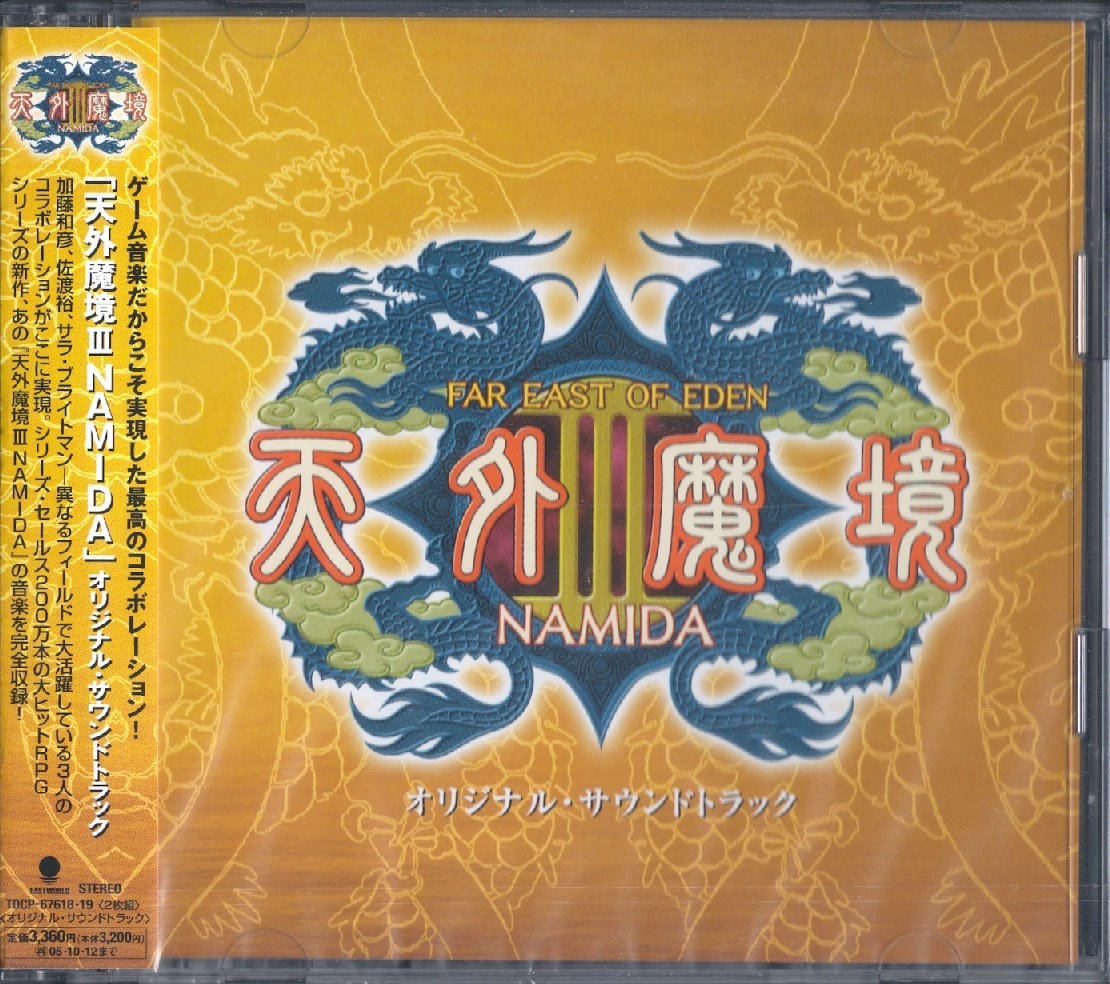 天外魔境
III
NAMIDA
ゲーム音楽だからこそ実現した最高のコラボレーション!
「天外魔境III NAMIDA」オリジナル・サウンドトラック
加藤和彦、佐渡裕、サラ・ブライトマン―異なるフィールドで大活躍している3人の
コラボレーションがここに実現。シリーズ・セールス200万本の大ヒットRPG
シリーズの新作、あの『天外魔境III NAMIDA』の音楽を完全収録!
EASTWORLD STEREO
TOCP-67618・19〈2枚組〉
〈オリジナル・サウンドトラック〉
定価3,360円(本体3,200円)
再05・10・12まで
FAR EAST OF EDEN
天外魔境
III
NAMIDA
オリジナル・サウンドトラック